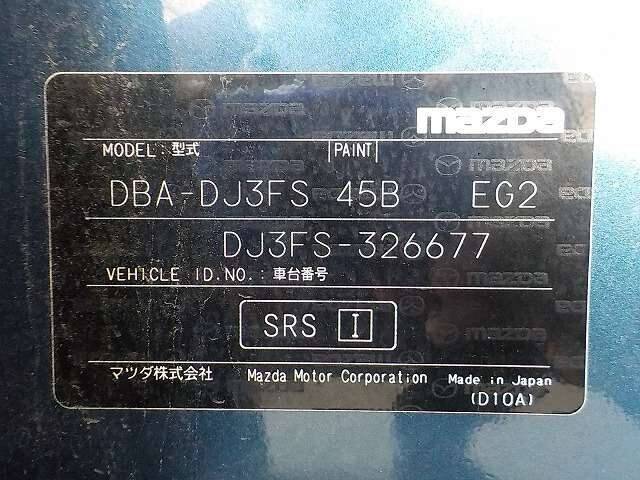 mazda
MODEL:型式 PAINT
DBA-DJ3FS 45B EG2
DJ3FS-326677
VEHICLE ID.NO.:車台番号
SRS I
マツダ株式会社 Mazda Motor Corporation Made in Japan
(D10A)